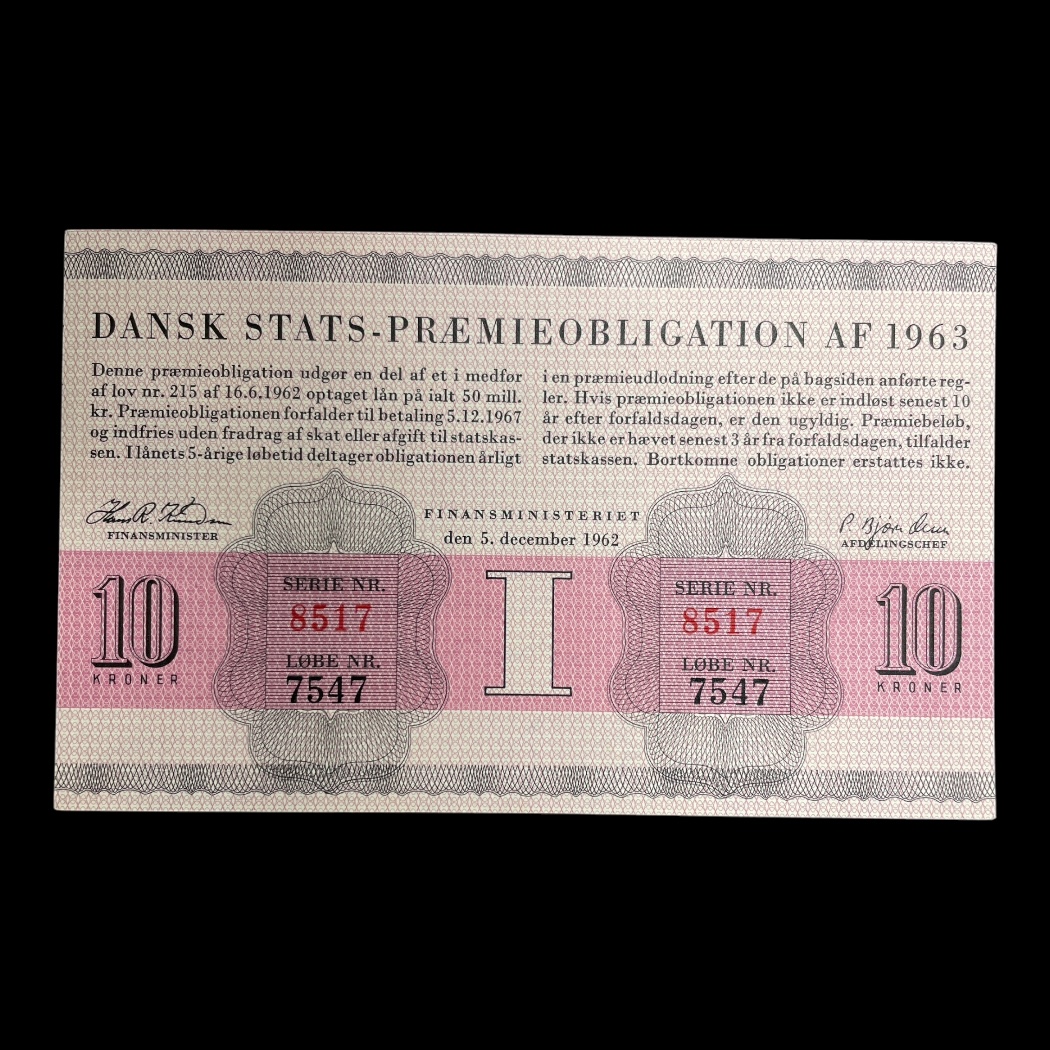 DANSK STATS-PRÆMIEOBLIGATION AF 1963
Denne præmieobligation udgør en del af et i medfør
af lov nr. 215 af 16.6.1962 optaget lån på ialt 50 mill.
kr. Præmieobligationen forfalder til betaling 5.12.1967
og indfries uden fradrag af skat eller afgift til statskas-
sen. I lånets 5-årige løbetid deltager obligationen årligt
i en præmieudlodning efter de på bagsiden anførte reg-
ler. Hvis præmieobligationen ikke er indløst senest 10
år efter forfaldsdagen, er den ugyldig. Præmiebeløb,
der ikke er hævet senest 3 år fra forfaldsdagen, tilfalder
statskassen. Bortkomne obligationer erstattes ikke.
FINANSMINISTER
FINANSMINISTERIET
den 5. december 1962
AFDELINGSCHEF
10
KRONER
SERIE NR.
8517
LØBE NR.
7547
I
SERIE NR.
8517
LØBE NR.
7547
10
KRONER